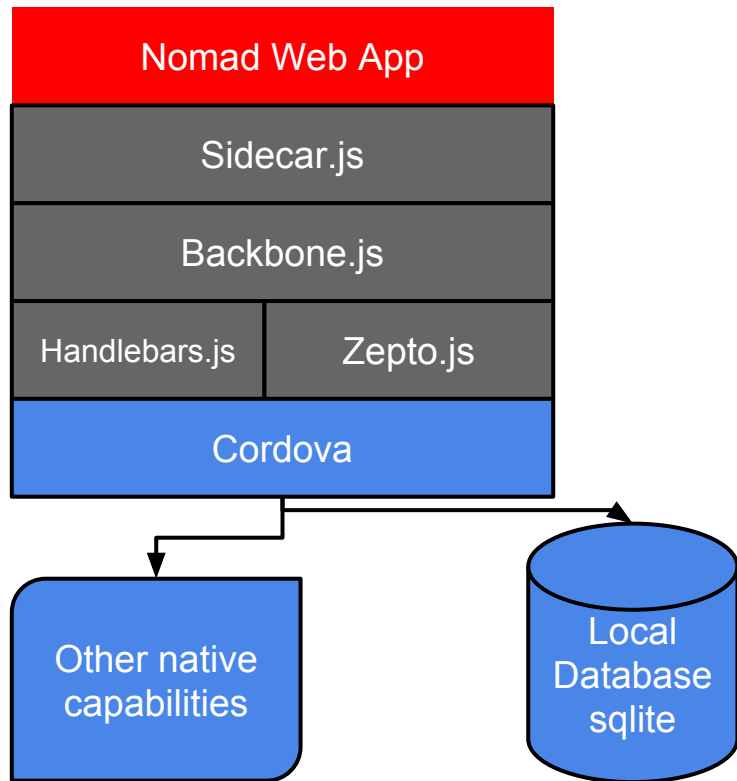 Nomad Web App
Sidecar.js
Backbone.js
Handlebars.js
Zepto.js
Cordova
Other native
capabilities
Local
Database
sqlite